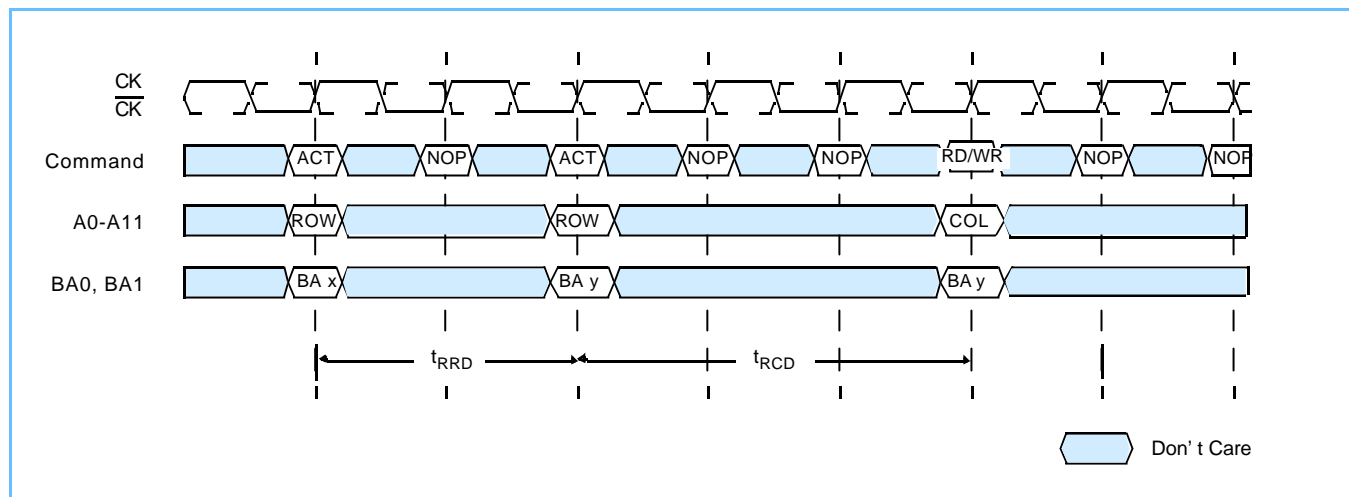 CK
CK
Command ACT NOP ACT NOP NOP RD/WR NOP NOP
A0-A11 ROW ROW COL
BA0, BA1 BA x BA y BA y
tRRD tRCD
Don' t Care